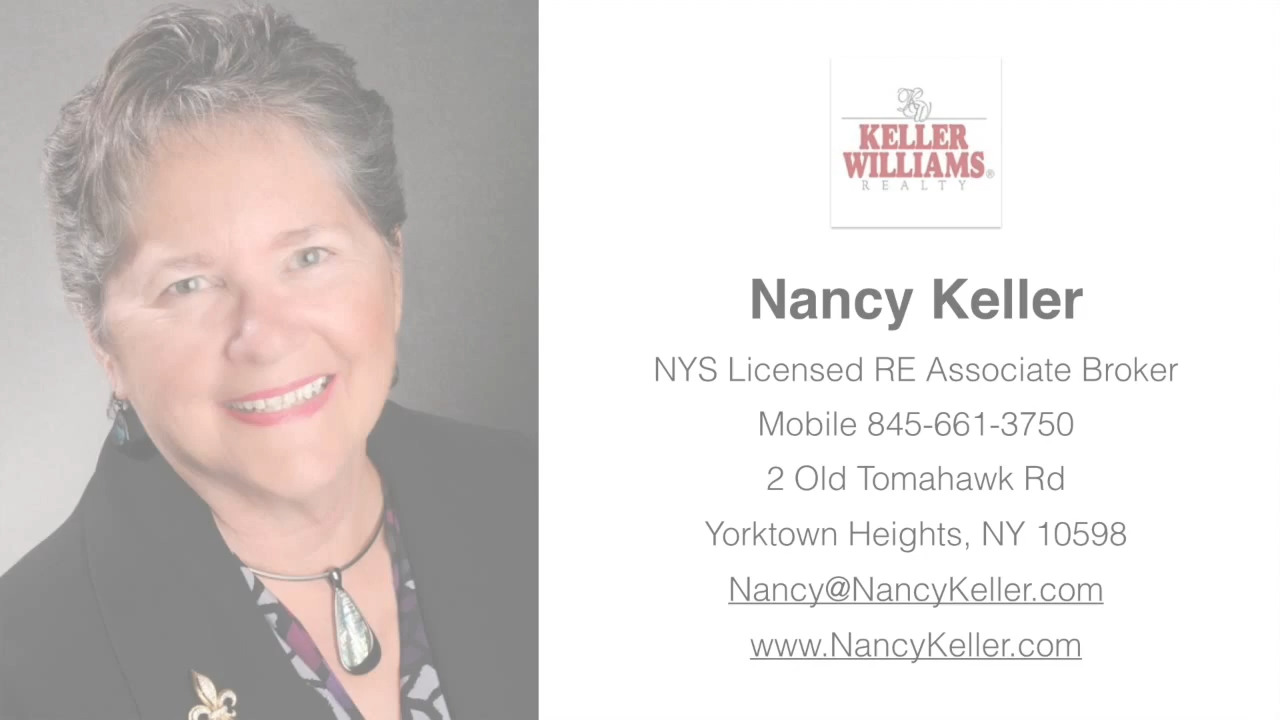 KW
KELLER
WILLIAMS®
REALTY
Nancy Keller
NYS Licensed RE Associate Broker
Mobile 845-661-3750
2 Old Tomahawk Rd
Yorktown Heights, NY 10598
Nancy@NancyKeller.com
www.NancyKeller.com